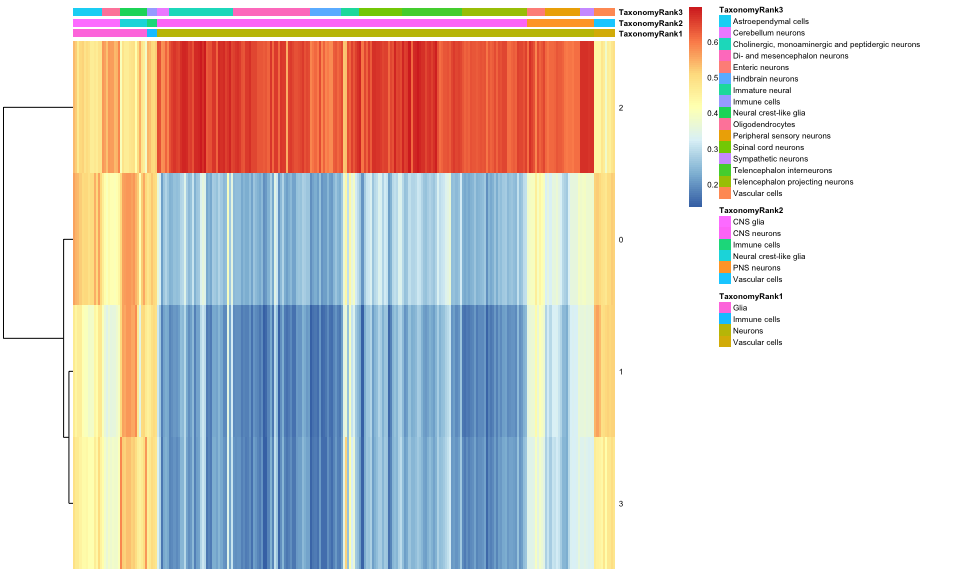 TaxonomyRank3
TaxonomyRank2
TaxonomyRank1
2
0
1
3
0.6
0.5
0.4
0.3
0.2
TaxonomyRank3
Astroependymal cells
Cerebellum neurons
Cholinergic, monoaminergic and peptidergic neurons
Di- and mesencephalon neurons
Enteric neurons
Hindbrain neurons
Immature neural
Immune cells
Neural crest-like glia
Oligodendrocytes
Peripheral sensory neurons
Spinal cord neurons
Sympathetic neurons
Telencephalon interneurons
Telencephalon projecting neurons
Vascular cells
TaxonomyRank2
CNS glia
CNS neurons
Immune cells
Neural crest-like glia
PNS neurons
Vascular cells
TaxonomyRank1
Glia
Immune cells
Neurons
Vascular cells